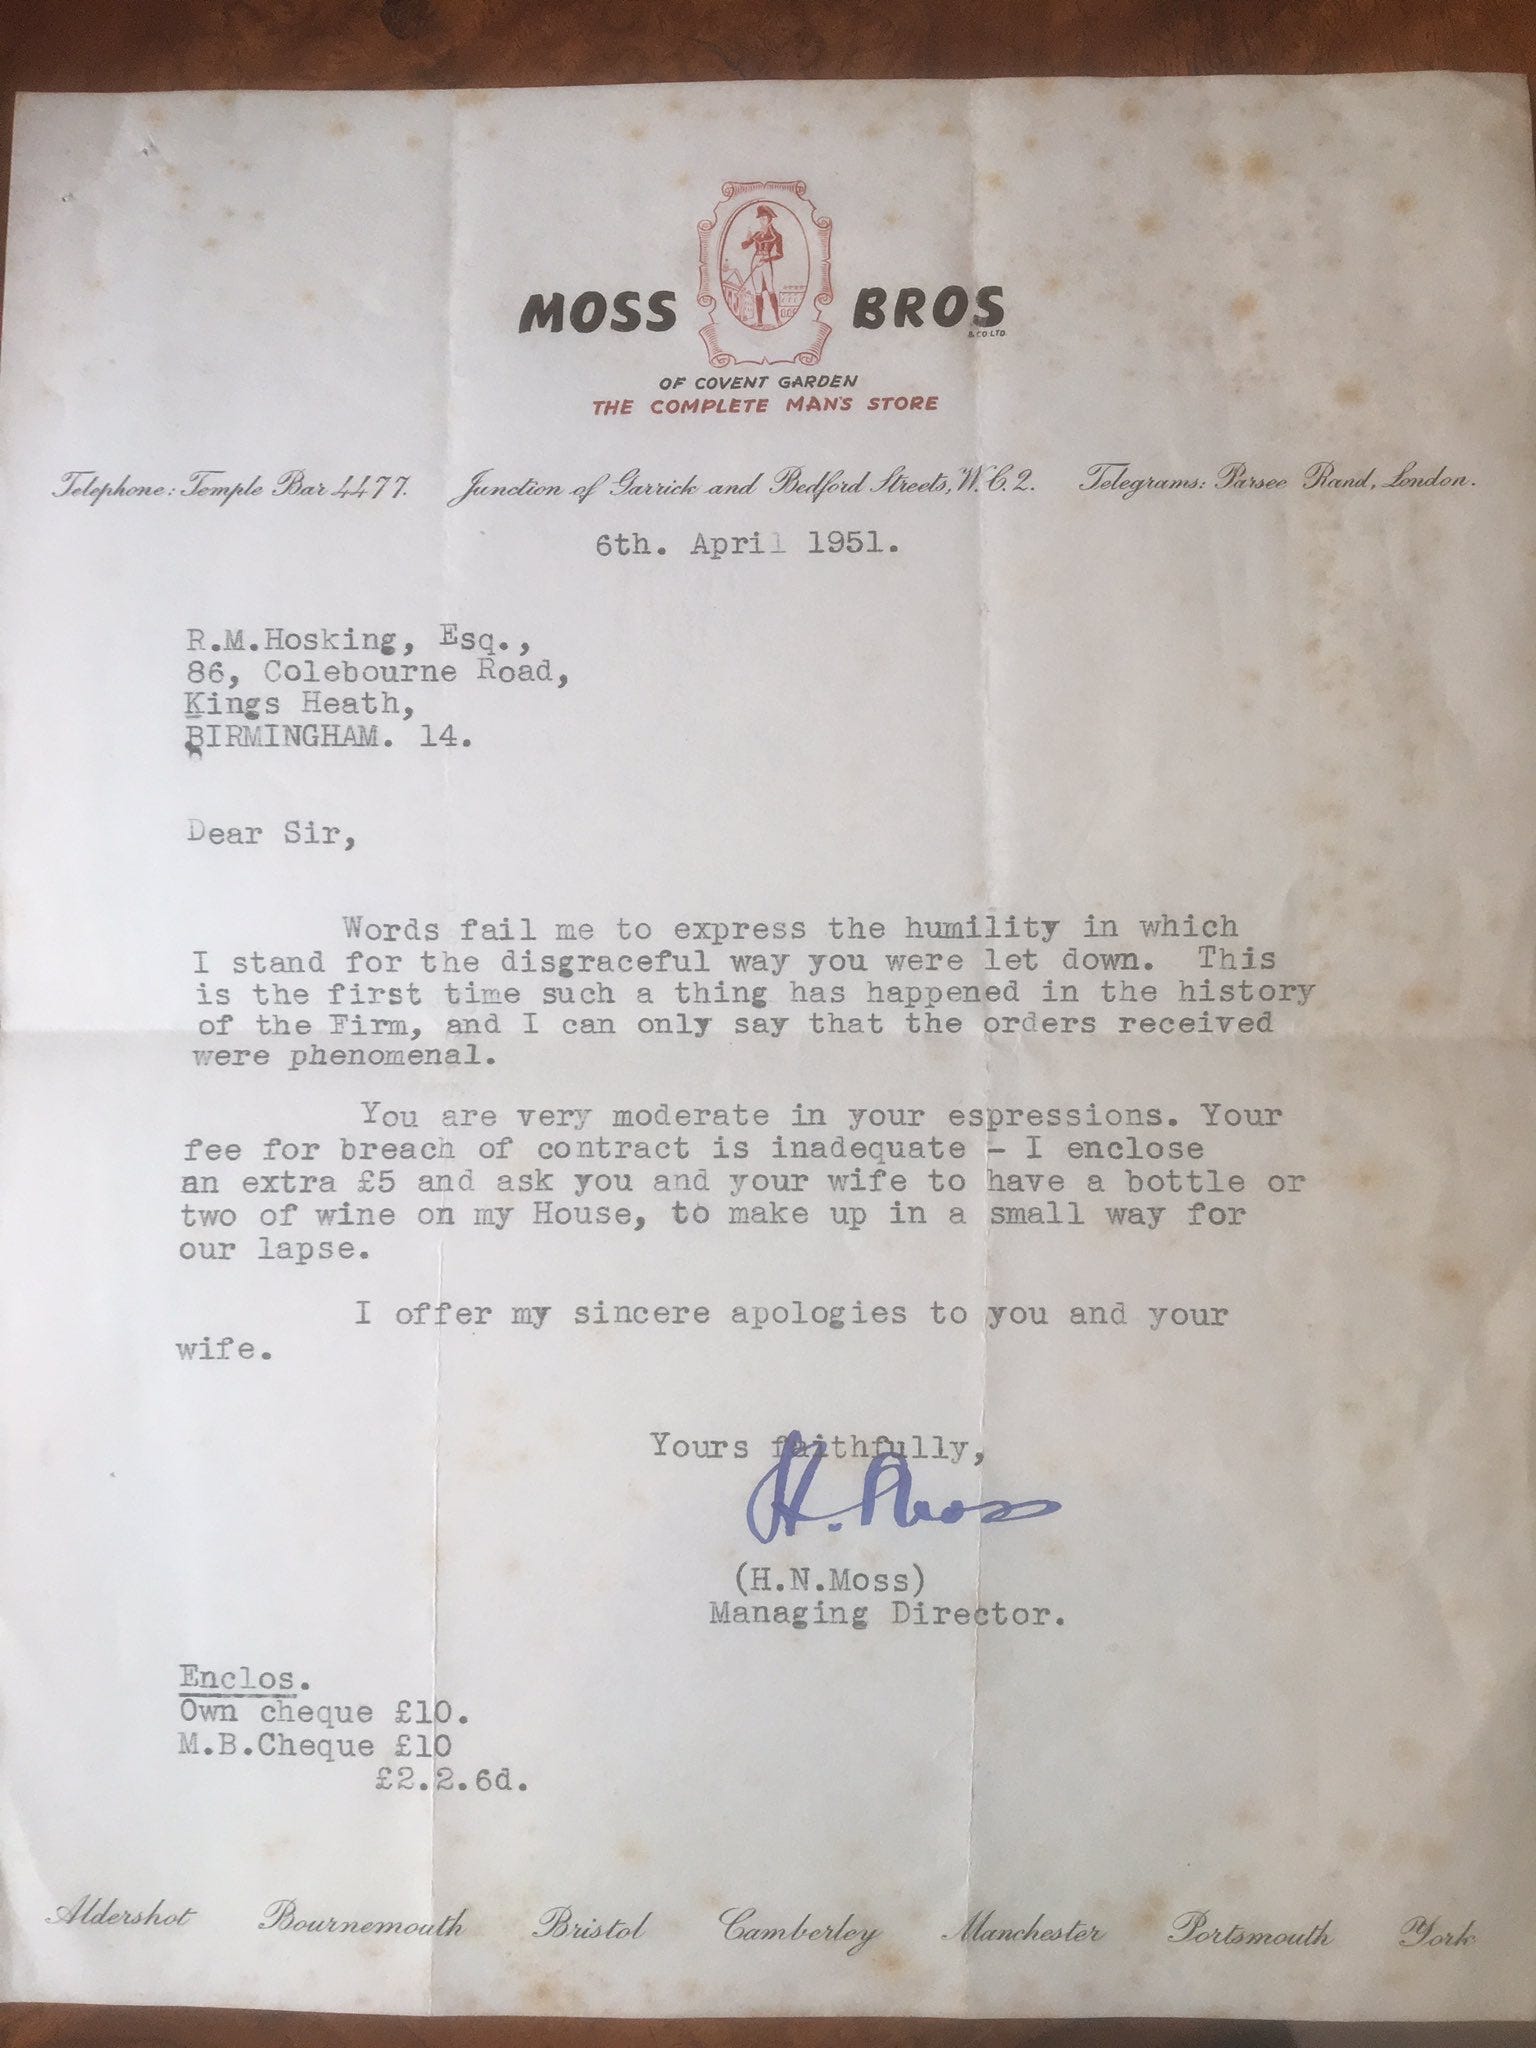 MOSS BROS
& CO. LTD.
OF COVENT GARDEN
THE COMPLETE MAN'S STORE
Telephone: Temple Bar 4477. Junction of Garrick and Bedford Streets, W.C.2. Telegrams: Parsee Rand, London.
6th. April 1951.
R.M.Hosking, Esq.,
86, Colebourne Road,
Kings Heath,
BIRMINGHAM. 14.
Dear Sir,
Words fail me to express the humility in which
I stand for the disgraceful way you were let down. This
is the first time such a thing has happened in the history
of the Firm, and I can only say that the orders received
were phenomenal.
You are very moderate in your espressions. Your
fee for breach of contract is inadequate - I enclose
an extra £5 and ask you and your wife to have a bottle or
two of wine on my House, to make up in a small way for
our lapse.
I offer my sincere apologies to you and your
wife.
Yours faithfully,
H. Moss
(H.N.Moss)
Managing Director.
Enclos.
Own cheque £10.
M.B.Cheque £10
£2.2.6d.
Aldershot Bournemouth Bristol Camberley Manchester Portsmouth York